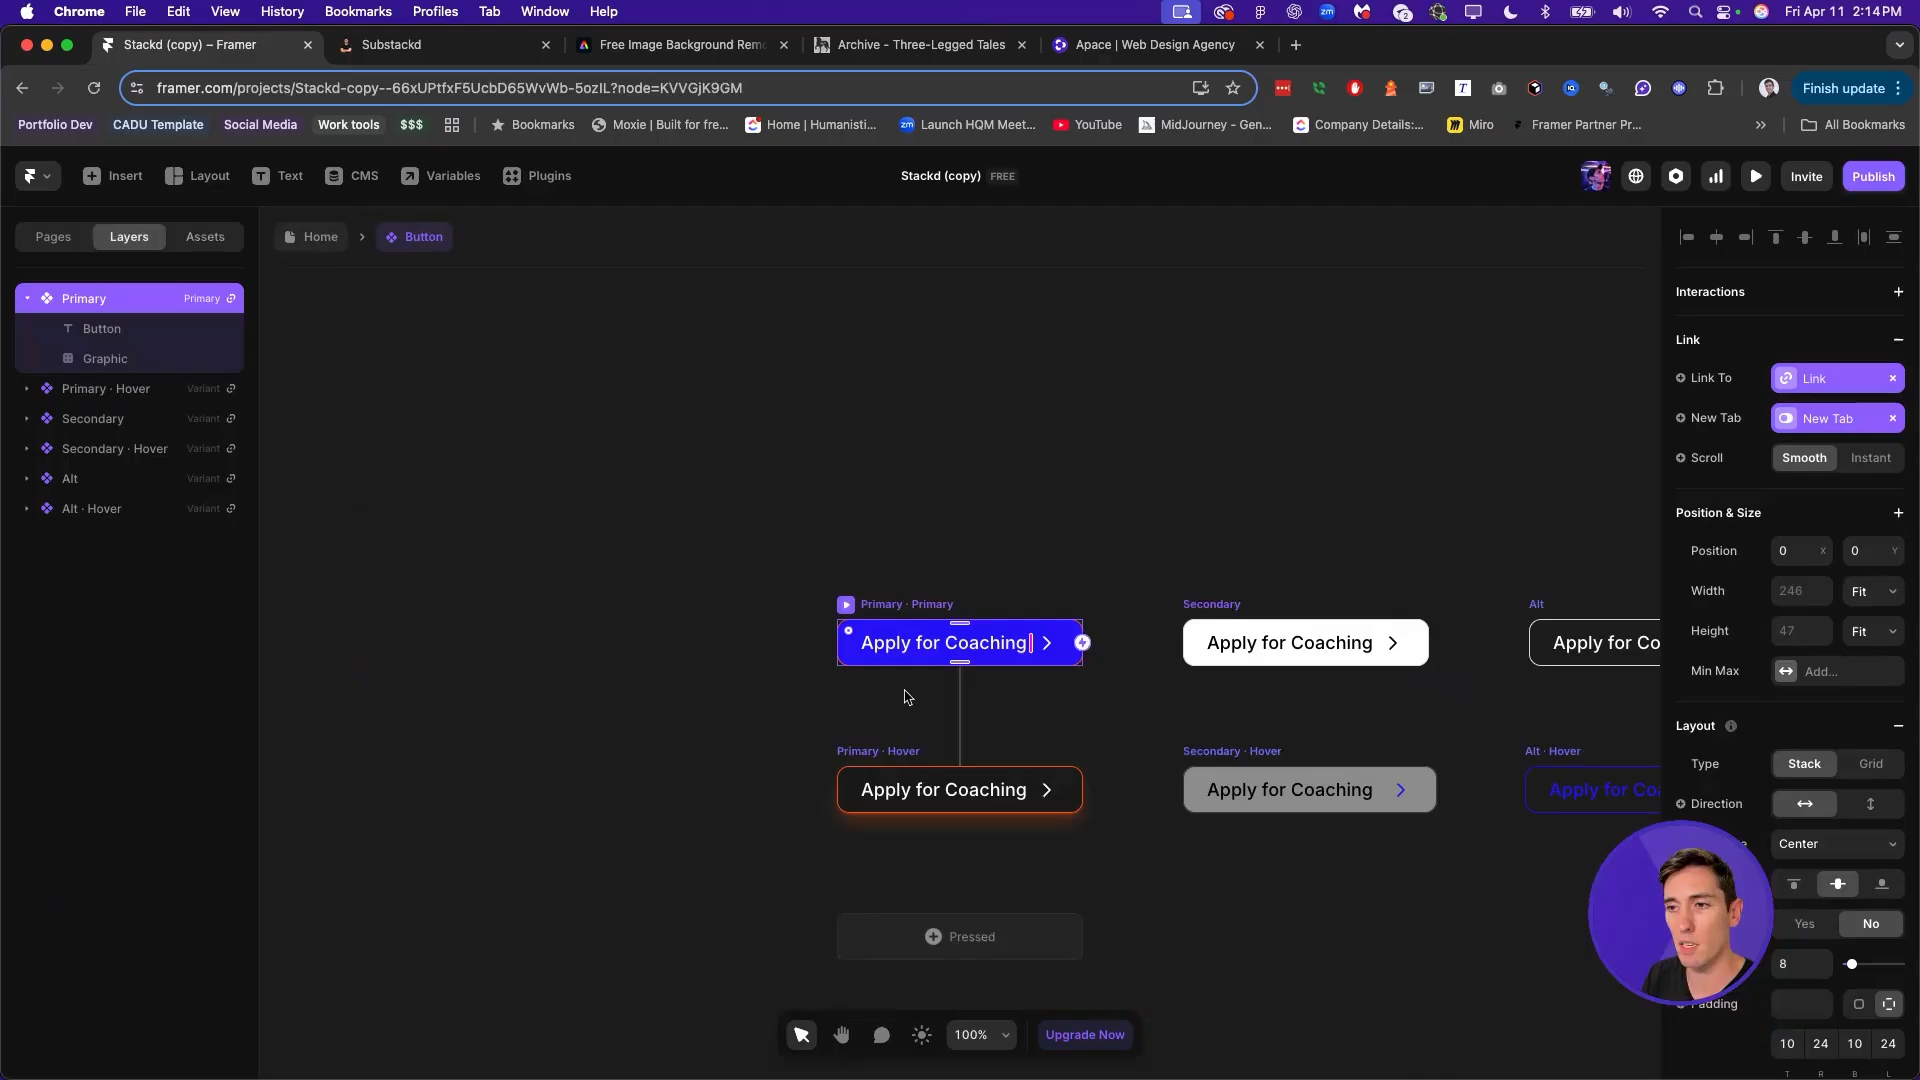 Chrome File Edit View History Bookmarks Profiles Tab Window Help Fri Apr 11 2:14 PM
Stackd (copy) – Framer Substackd Free Image Background Rem Archive - Three-Legged Tales Apace | Web Design Agency
framer.com/projects/Stackd-copy--66xUPtfxF5UcbD65WvWb-5ozIL?node=KVVGjK9GM Finish update
Portfolio Dev CADU Template Social Media Work tools $$$ Bookmarks Moxie | Built for fre... Home | Humanisti... Launch HQM Meet... YouTube MidJourney - Gen... Company Details:... Miro Framer Partner Pr... All Bookmarks
Insert Layout Text CMS Variables Plugins Stackd (copy) FREE Invite Publish
Pages Layers Assets Home Button
Primary Primary
Button
Graphic
Primary · Hover Variant
Secondary Variant
Secondary · Hover Variant
Alt Variant
Alt · Hover Variant
Primary · Primary Secondary Alt
Apply for Coaching Apply for Coaching Apply for Co
Primary · Hover Secondary · Hover Alt · Hover
Apply for Coaching Apply for Coaching Apply for Co
Pressed
100% Upgrade Now
Interactions
Link
Link To Link
New Tab New Tab
Scroll Smooth Instant
Position & Size
Position 0 X 0 Y
Width 246 Fit
Height 47 Fit
Min Max Add...
Layout
Type Stack Grid
Direction
Center
Yes No
8
Padding
10 24 10 24
T R B L